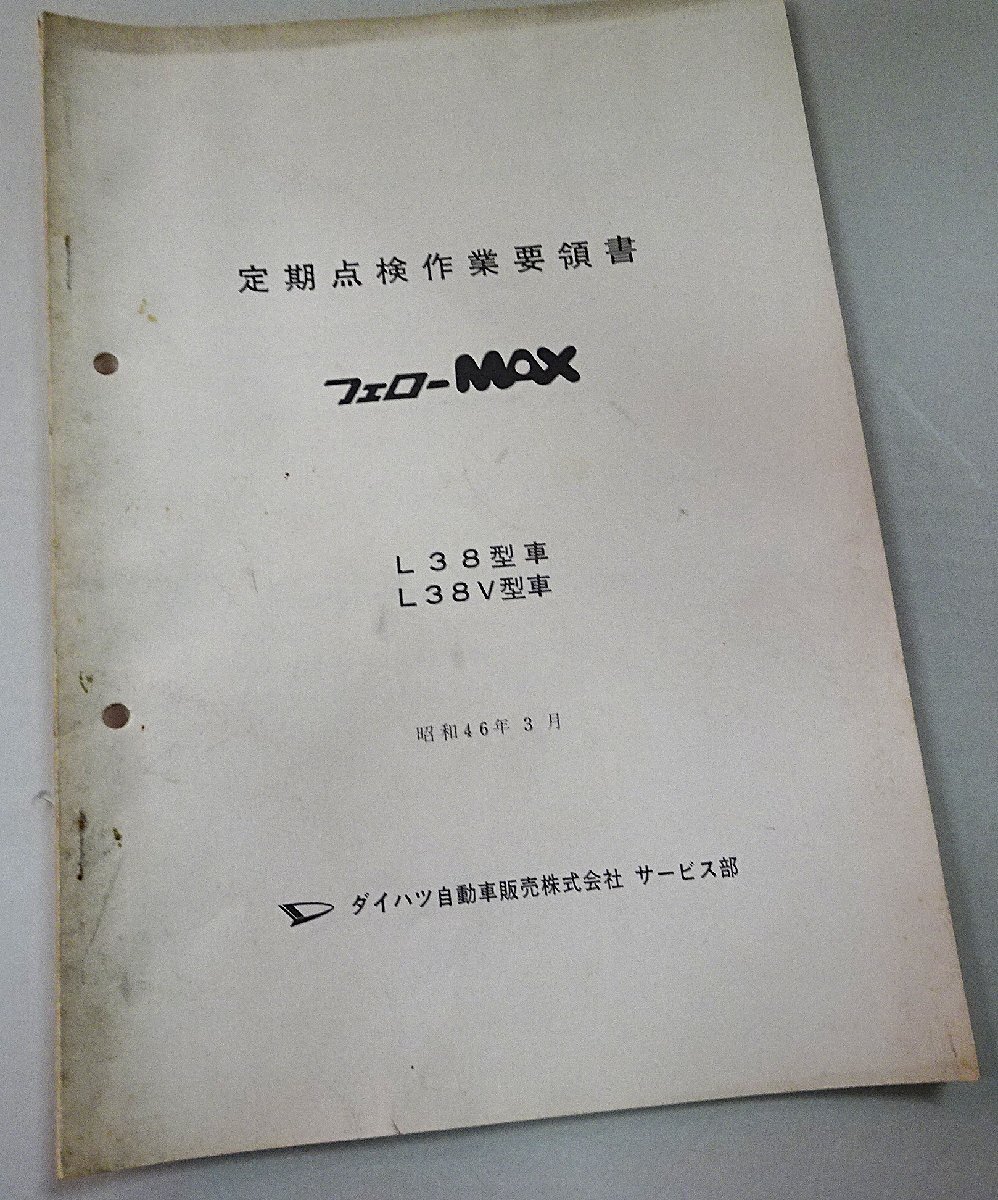 定期点検作業要領書
フェローMAX
L38型車
L38V型車
昭和46年3月
ダイハツ自動車販売株式会社 サービス部